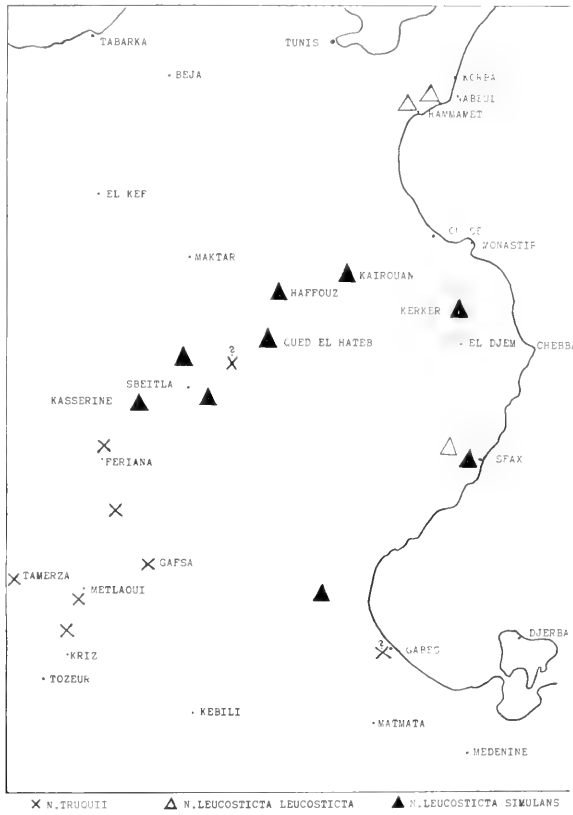 TABARKA
TUNIS
BEJA
KORBA
NABEUL
HAMMAMET
EL KEF
MONASTIR
MAKTAR
KAIROUAN
HAFFOUZ
KERKER
OUED EL HATEB
EL DJEM
CHEBBA
?
SBEITLA
KASSERINE
FERIANA
SFAX
GAFSA
TAMERZA
METLAOUI
DJERBA
?
GABES
KRIZ
TOZEUR
KEBILI
MATMATA
MEDENINE
N.TRUQUII N.LEUCOSTICTA LEUCOSTICTA N.LEUCOSTICTA SIMULANS